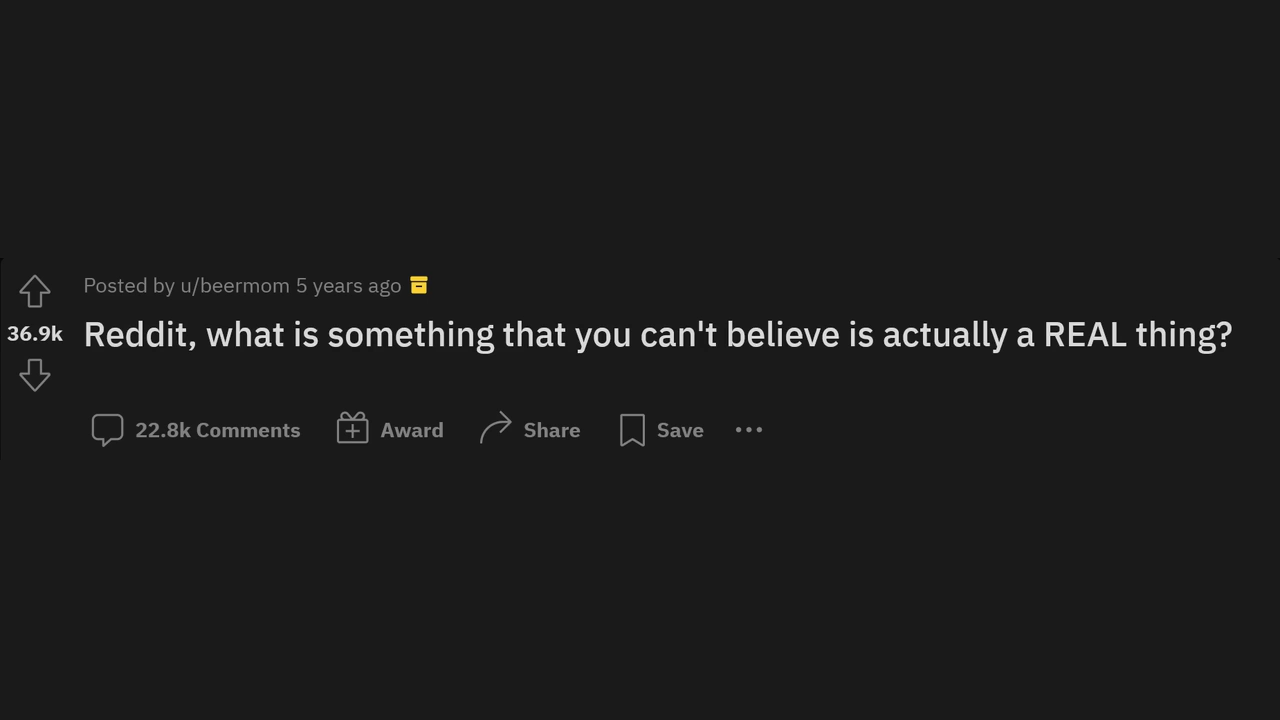 Posted by u/beermom 5 years ago
36.9k
Reddit, what is something that you can't believe is actually a REAL thing?
22.8k Comments Award Share Save